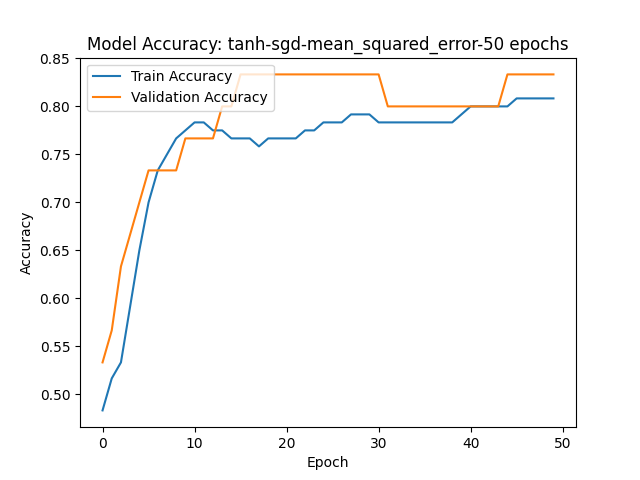 Model Accuracy: tanh-sgd-mean_squared_error-50 epochs
Train Accuracy
Validation Accuracy
Accuracy
0.85
0.80
0.75
0.70
0.65
0.60
0.55
0.50
0 10 20 30 40 50
Epoch